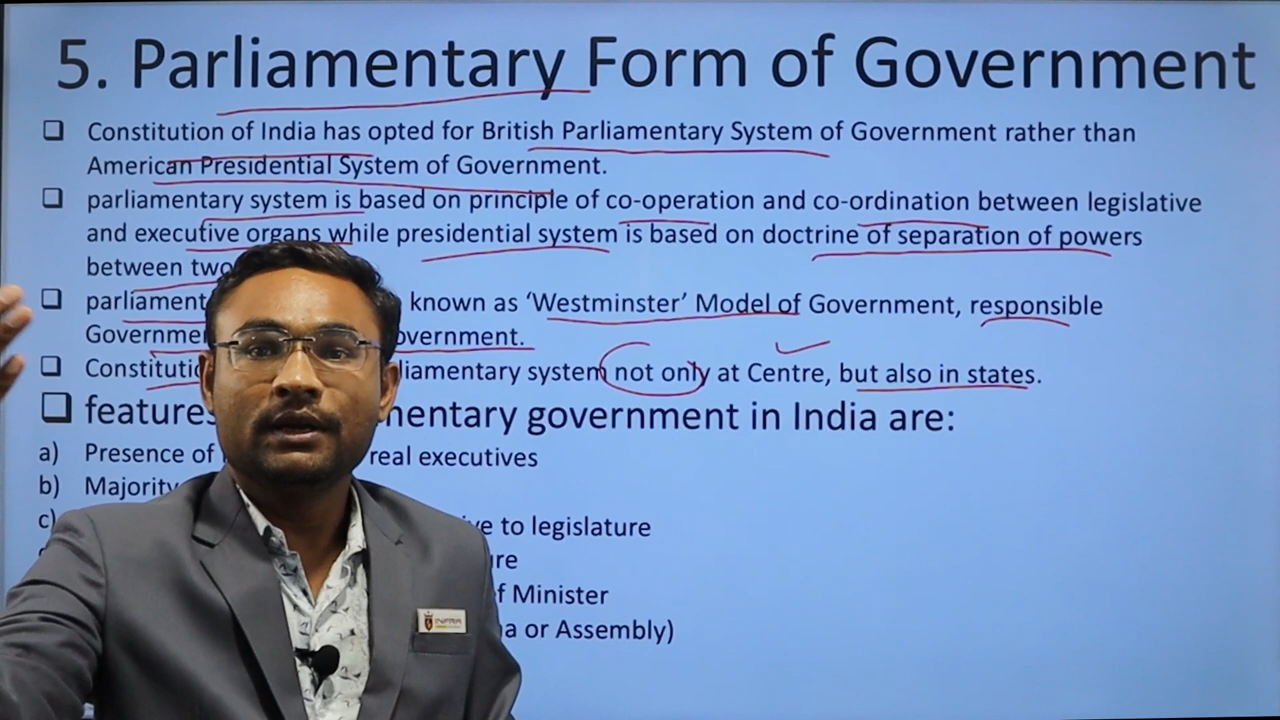 5. Parliamentary Form of Government
Constitution of India has opted for British Parliamentary System of Government rather than
American Presidential System of Government.
parliamentary system is based on principle of co-operation and co-ordination between legislative
and executive organs while presidential system is based on doctrine of separation of powers
between two
parliament known as ‘Westminster’ Model of Government, responsible
Governme overnment.
Constitutio liamentary system not only at Centre, but also in states.
features mentary government in India are:
a) Presence of real executives
b) Majority
c) ve to legislature
ure
f Minister
a or Assembly)